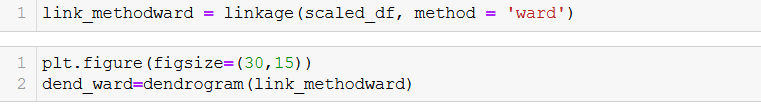 1 link_methodward = linkage(scaled_df, method = 'ward')
1 plt.figure(figsize=(30,15))
2 dend_ward=dendrogram(link_methodward)